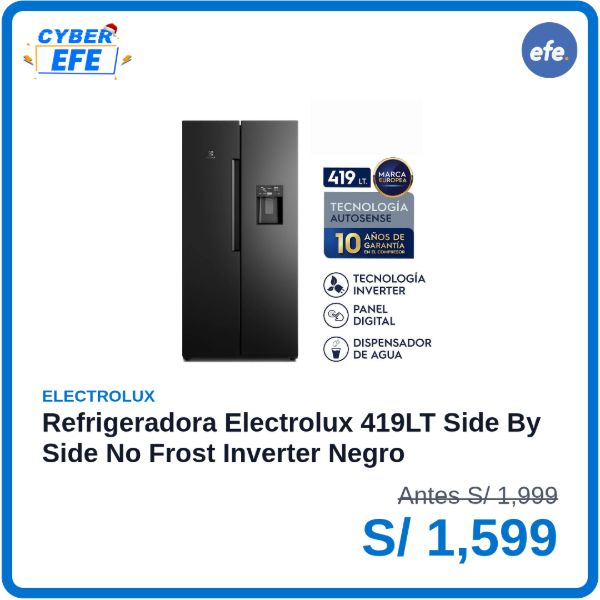 CYBER
EFE
efe.
419 LT.
MARCA
EUROPEA
TECNOLOGÍA
AUTOSENSE
10 AÑOS DE
GARANTÍA
EN EL COMPRESOR
TECNOLOGÍA
INVERTER
PANEL
DIGITAL
DISPENSADOR
DE AGUA
ELECTROLUX
Refrigeradora Electrolux 419LT Side By
Side No Frost Inverter Negro
Antes S/ 1,999
S/ 1,599